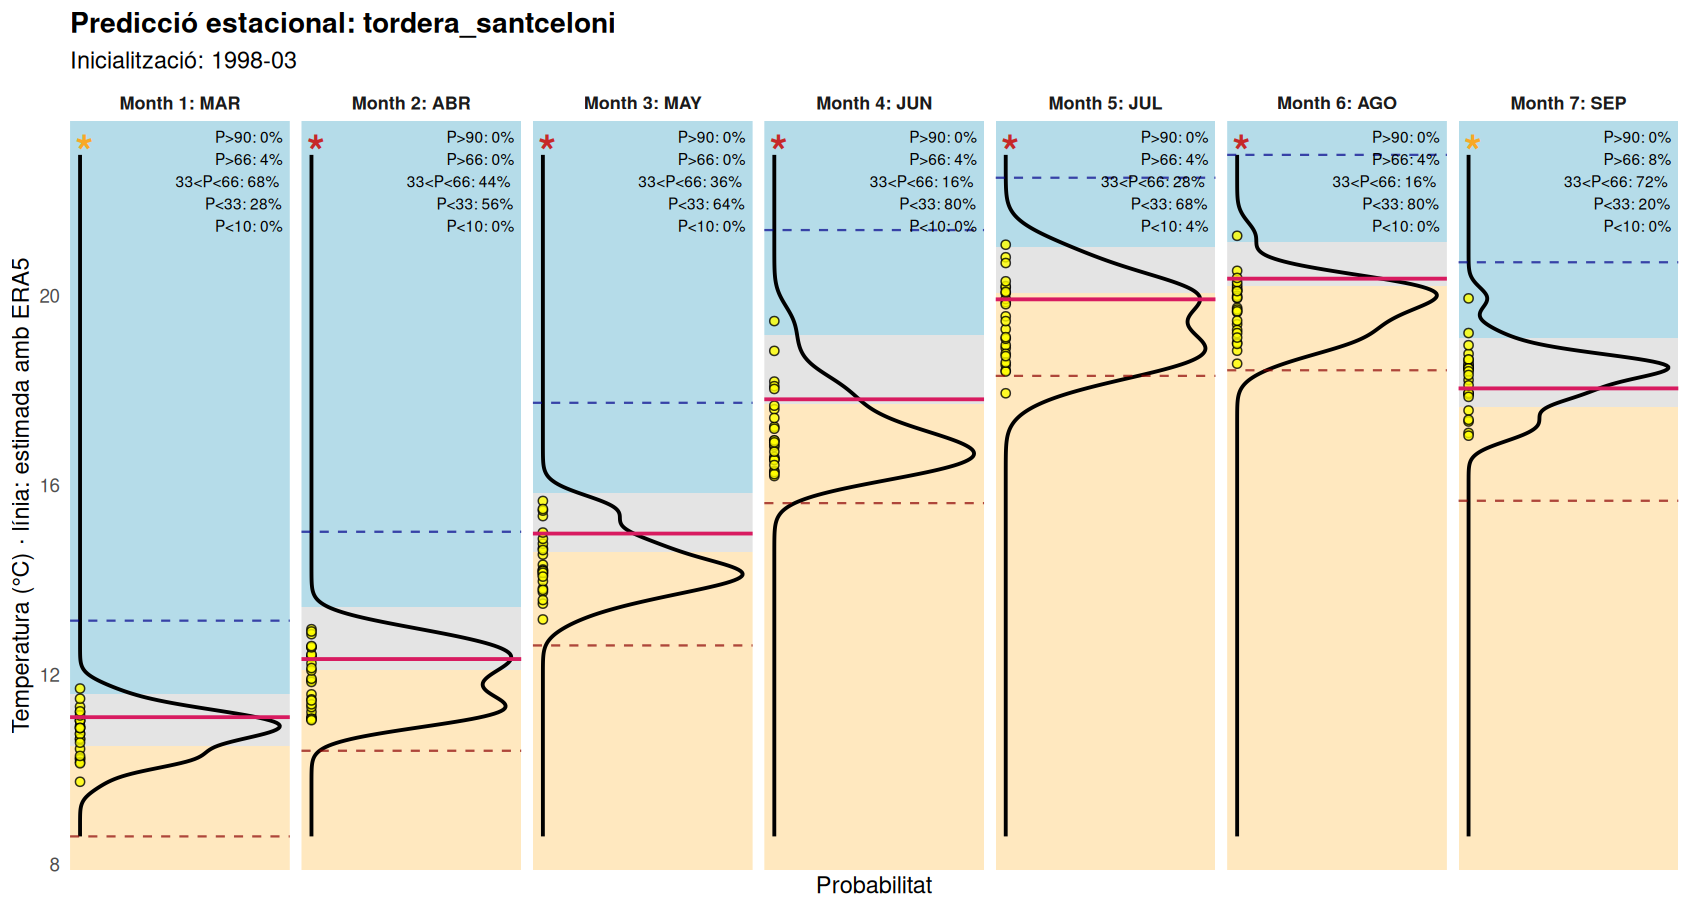 Predicció estacional: tordera_santceloni
Inicialització: 1998-03
Month 1: MAR
P>90: 0%
P>66: 4%
33<P<66: 68%
P<33: 28%
P<10: 0%
Month 2: ABR
P>90: 0%
P>66: 0%
33<P<66: 44%
P<33: 56%
P<10: 0%
Month 3: MAY
P>90: 0%
P>66: 0%
33<P<66: 36%
P<33: 64%
P<10: 0%
Month 4: JUN
P>90: 0%
P>66: 4%
33<P<66: 16%
P<33: 80%
P<10: 0%
Month 5: JUL
P>90: 0%
P>66: 4%
33<P<66: 28%
P<33: 68%
P<10: 4%
Month 6: AGO
P>90: 0%
P>66: 4%
33<P<66: 16%
P<33: 80%
P<10: 0%
Month 7: SEP
P>90: 0%
P>66: 8%
33<P<66: 72%
P<33: 20%
P<10: 0%
Temperatura (°C) · línia: estimada amb ERA5
20
16
12
8
Probabilitat